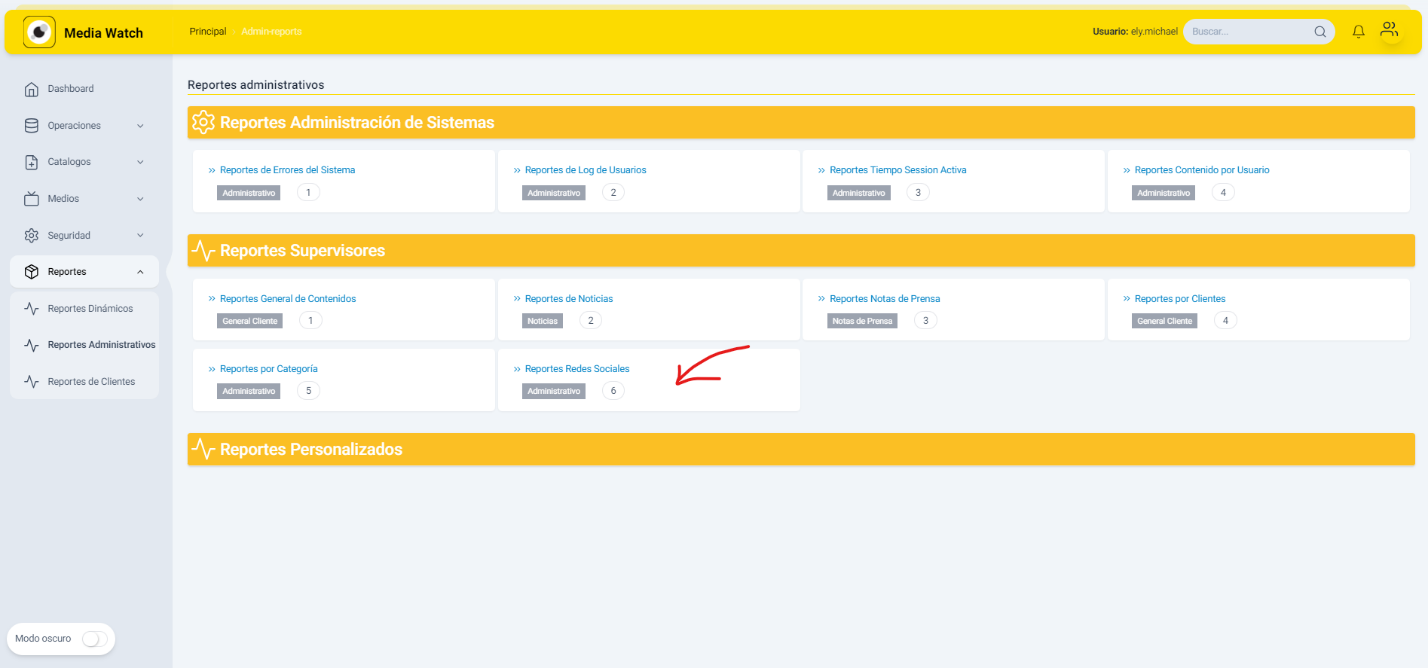 Media Watch
Principal Admin-reports
Usuario: ely.michael
Buscar...
Dashboard
Operaciones
Catalogos
Medios
Seguridad
Reportes
Reportes Dinámicos
Reportes Administrativos
Reportes de Clientes
Modo oscuro
Reportes administrativos
Reportes Administración de Sistemas
Reportes de Errores del Sistema
Administrativo 1
Reportes de Log de Usuarios
Administrativo 2
Reportes Tiempo Session Activa
Administrativo 3
Reportes Contenido por Usuario
Administrativo 4
Reportes Supervisores
Reportes General de Contenidos
General Cliente 1
Reportes de Noticias
Noticias 2
Reportes Notas de Prensa
Notas de Prensa 3
Reportes por Clientes
General Cliente 4
Reportes por Categoría
Administrativo 5
Reportes Redes Sociales
Administrativo 6
Reportes Personalizados